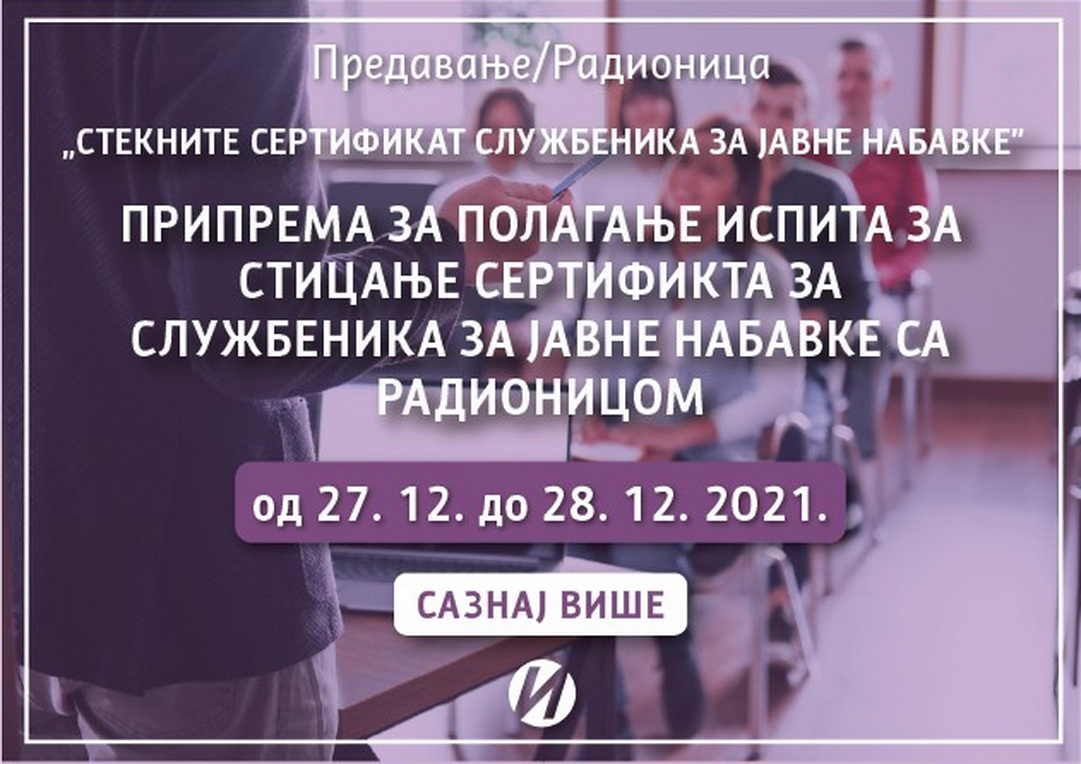 Предавање/Радионица
„СТЕКНИТЕ СЕРТИФИКАТ СЛУЖБЕНИКА ЗА ЈАВНЕ НАБАВКЕ”
ПРИПРЕМА ЗА ПОЛАГАЊЕ ИСПИТА ЗА
СТИЦАЊЕ СЕРТИФИКТА ЗА
СЛУЖБЕНИКА ЗА ЈАВНЕ НАБАВКЕ СА
РАДИОНИЦОМ
од 27. 12. до 28. 12. 2021.
САЗНАЈ ВИШЕ
И